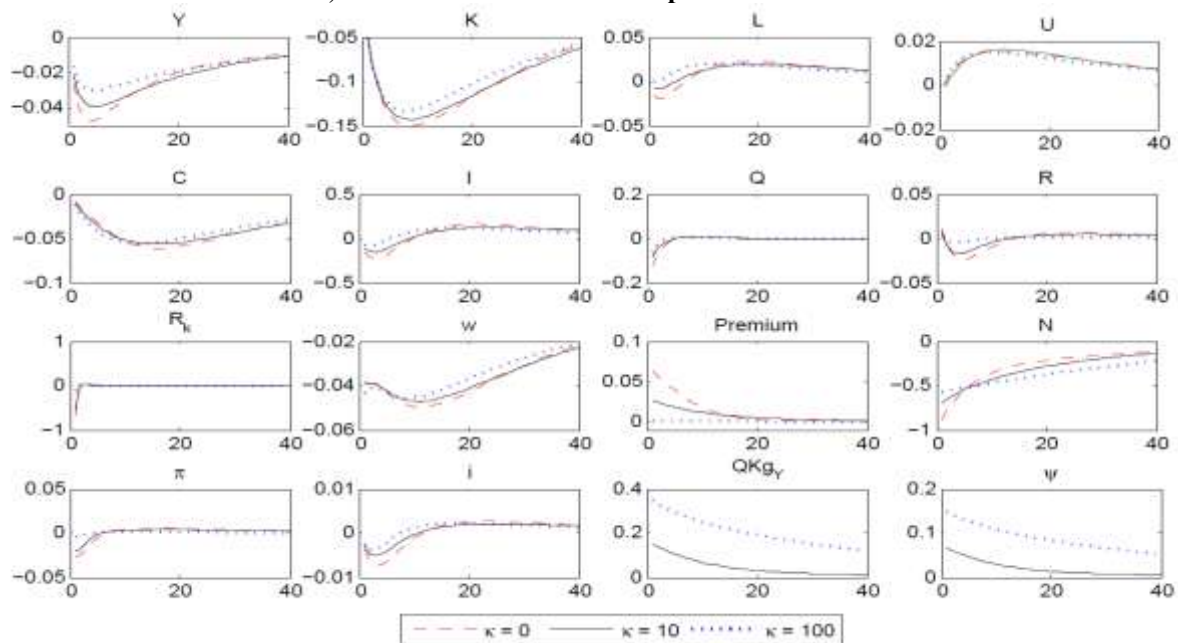 Y K L U
0 -0.05 0.05 0.02
-0.02 -0.1 0 0
-0.04 -0.15 -0.05 -0.02
0 20 40 0 20 40 0 20 40 0 20 40
C I Q R
0 0.5 0.2 0.05
-0.05 0 0 0
-0.1 -0.5 -0.2 -0.05
0 20 40 0 20 40 0 20 40 0 20 40
R_k w Premium N
1 -0.02 0.1 0
0 -0.04 0.05 -0.5
-1 -0.06 0 -1
0 20 40 0 20 40 0 20 40 0 20 40
π i QKg_Y ψ
0.05 0.01 0.4 0.2
0 0 0.2 0.1
-0.05 -0.01 0 0
0 20 40 0 20 40 0 20 40 0 20 40
κ = 0 κ = 10 κ = 100